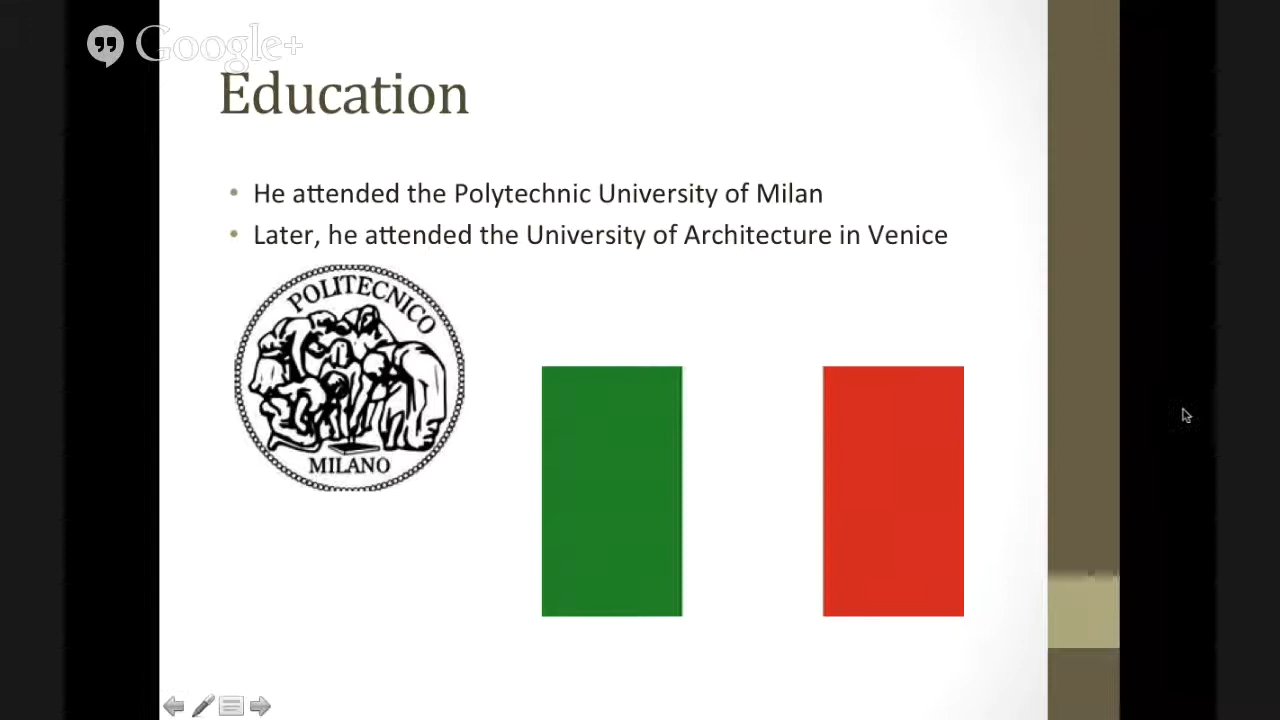 Google+
Education
• He attended the Polytechnic University of Milan
• Later, he attended the University of Architecture in Venice
POLITECNICO
MILANO